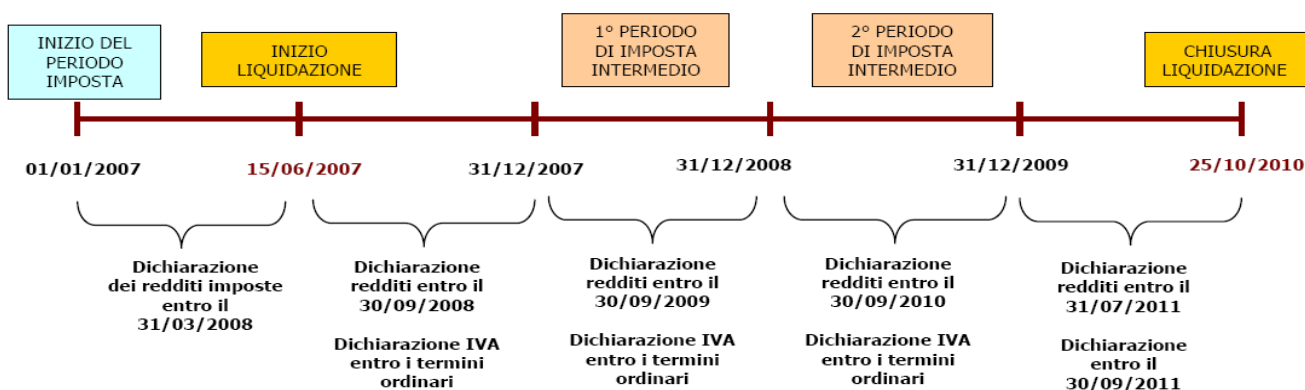 INIZIO DEL
PERIODO
IMPOSTA
INIZIO
LIQUIDAZIONE
1° PERIODO
DI IMPOSTA
INTERMEDIO
2° PERIODO
DI IMPOSTA
INTERMEDIO
CHIUSURA
LIQUIDAZIONE
01/01/2007
15/06/2007
31/12/2007
31/12/2008
31/12/2009
25/10/2010
Dichiarazione
dei redditi imposte
entro il
31/03/2008
Dichiarazione
redditi entro il
30/09/2008
Dichiarazione IVA
entro i termini
ordinari
Dichiarazione
redditi entro il
30/09/2009
Dichiarazione IVA
entro i termini
ordinari
Dichiarazione
redditi entro il
30/09/2010
Dichiarazione IVA
entro i termini
ordinari
Dichiarazione
redditi entro il
31/07/2011
Dichiarazione
entro il
30/09/2011